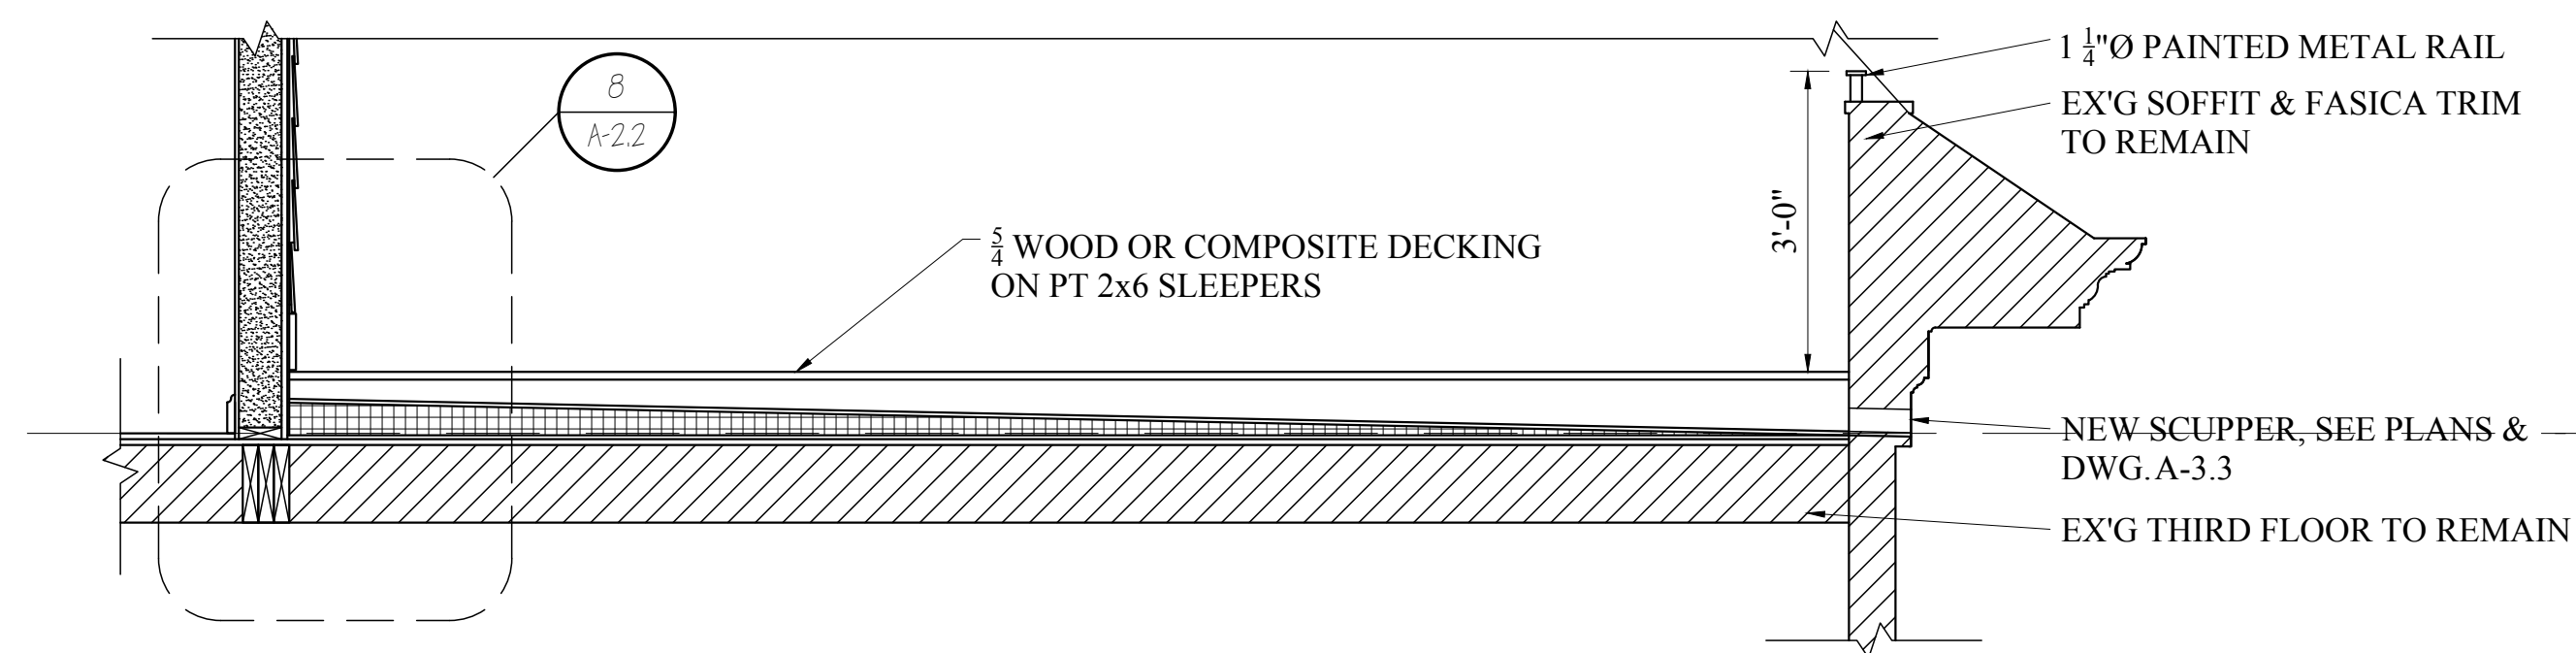 1 1/4"Ø PAINTED METAL RAIL
EX'G SOFFIT & FASICA TRIM
TO REMAIN
8
A-2.2
3'-0"
5/4 WOOD OR COMPOSITE DECKING
ON PT 2x6 SLEEPERS
NEW SCUPPER, SEE PLANS &
DWG. A-3.3
EX'G THIRD FLOOR TO REMAIN